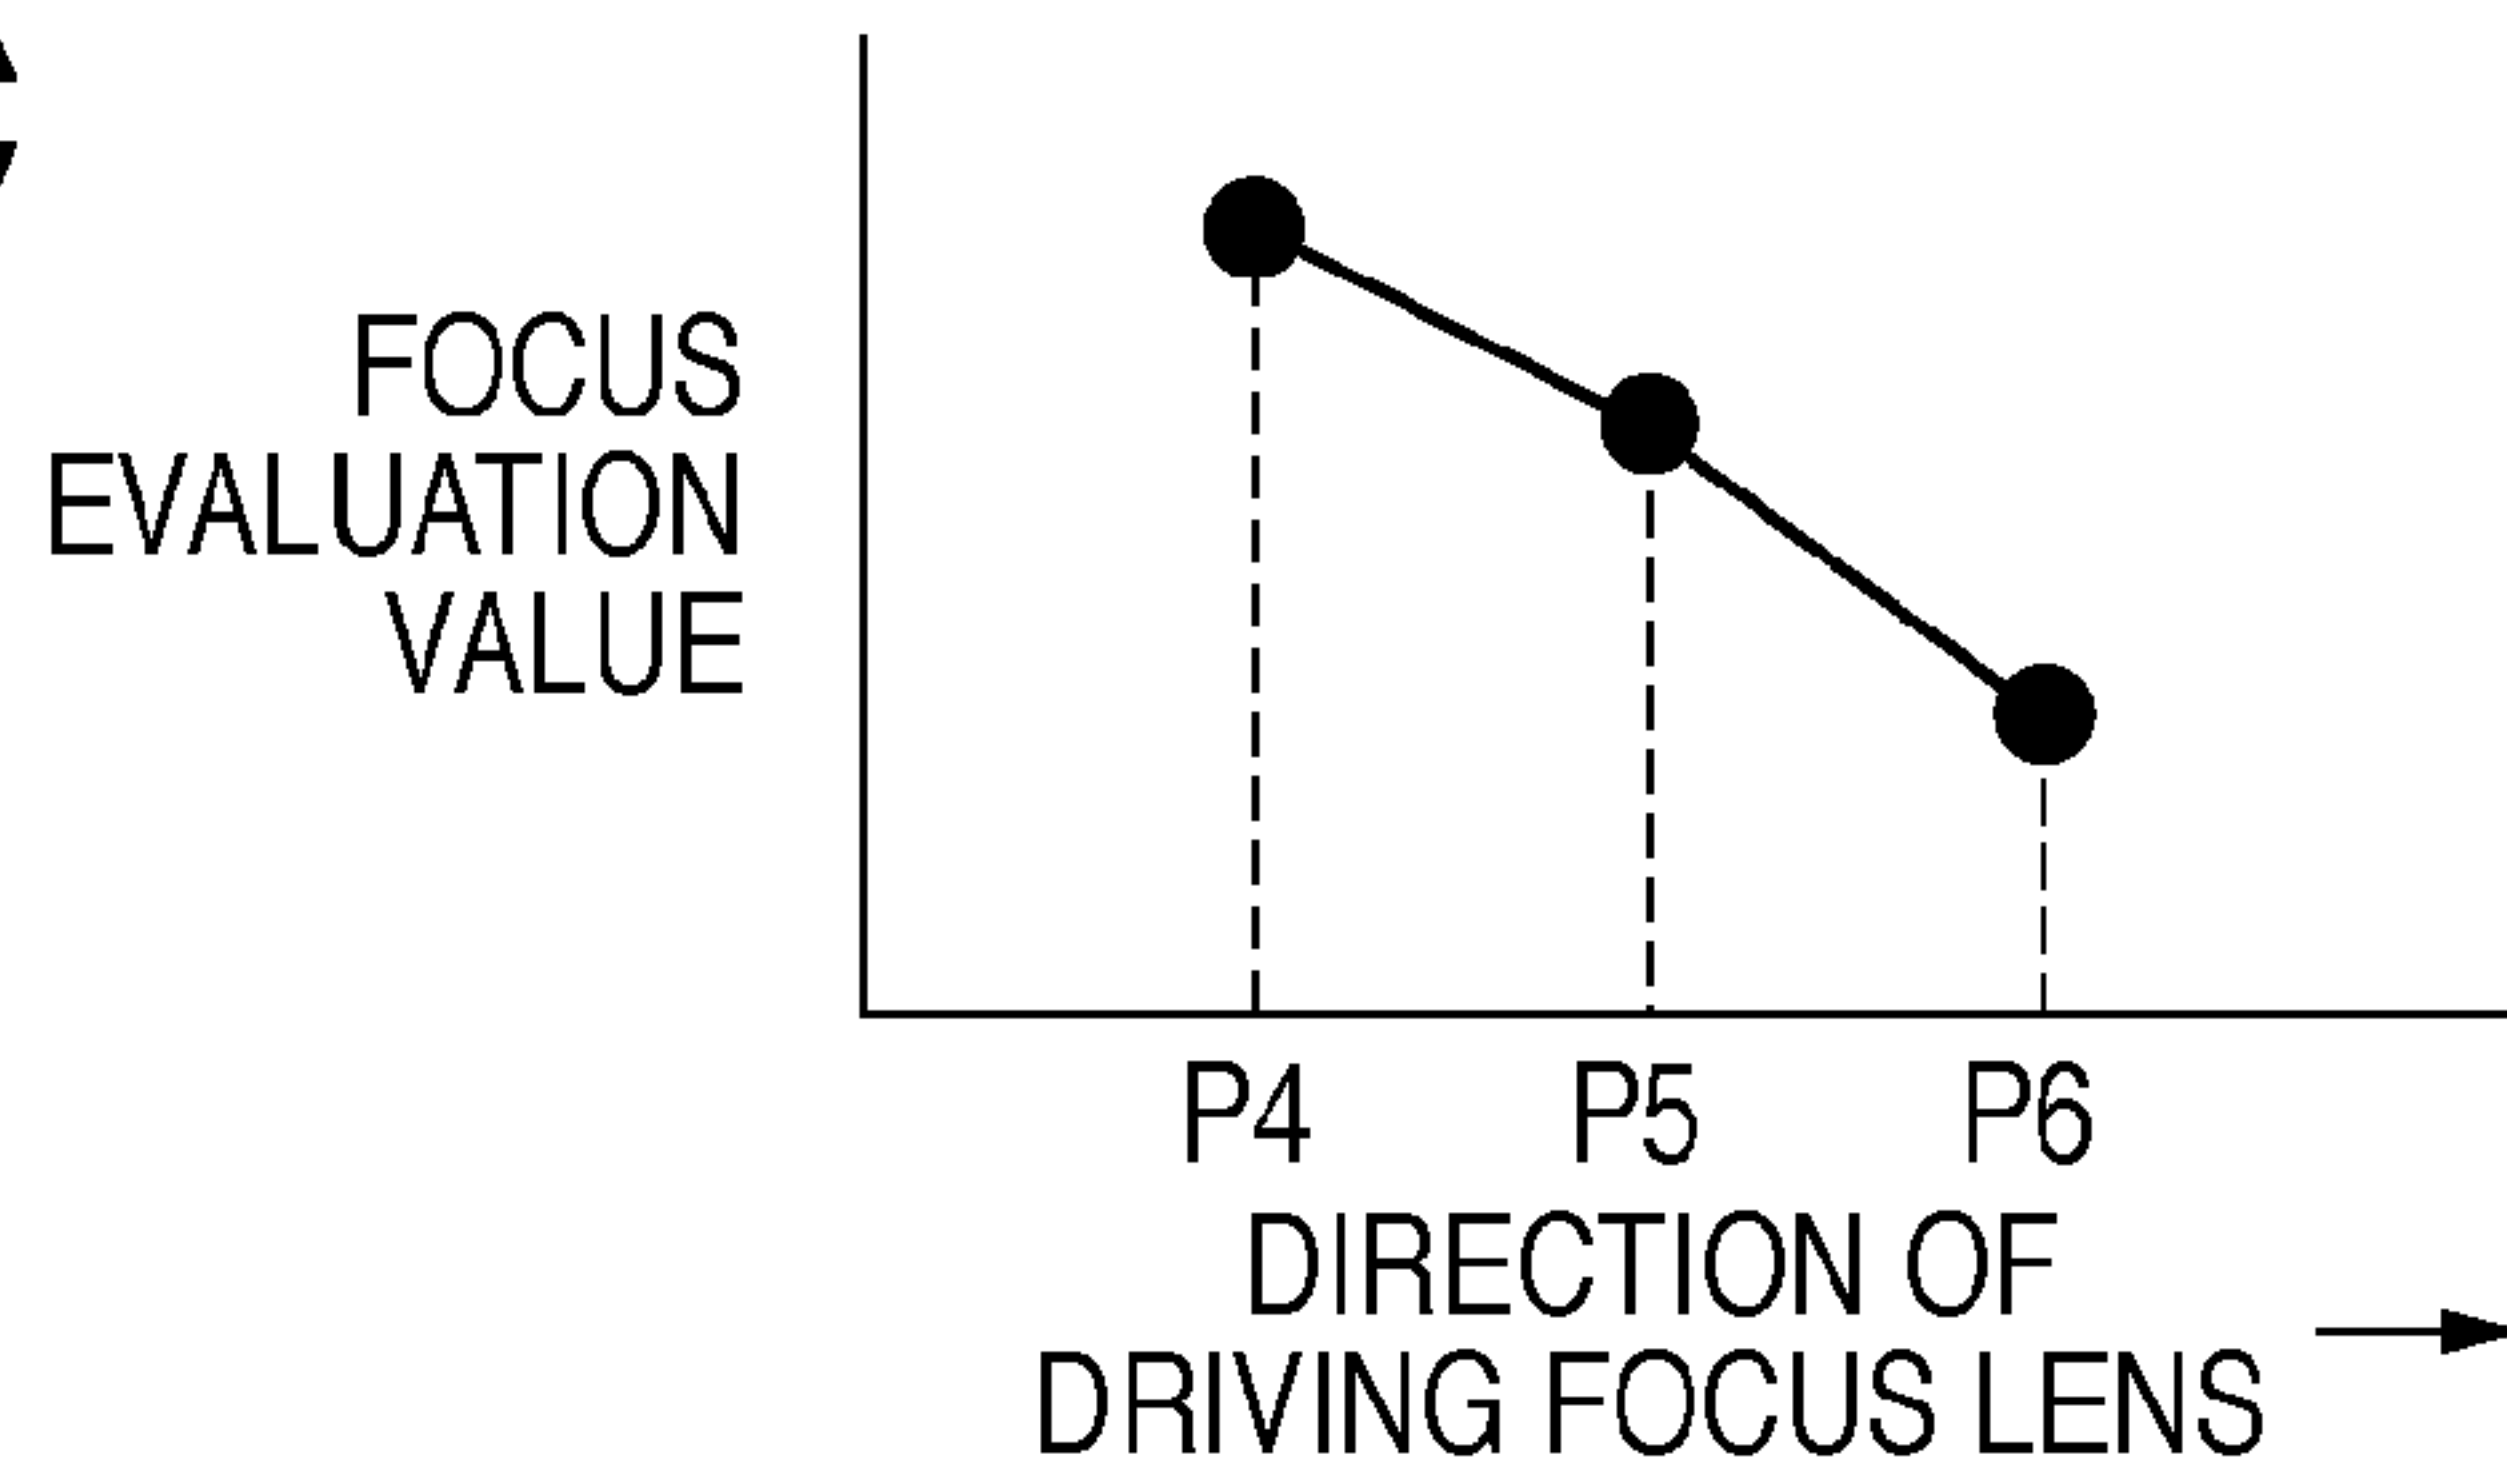 FOCUS
EVALUATION
VALUE
P4 P5 P6
DIRECTION OF
DRIVING FOCUS LENS